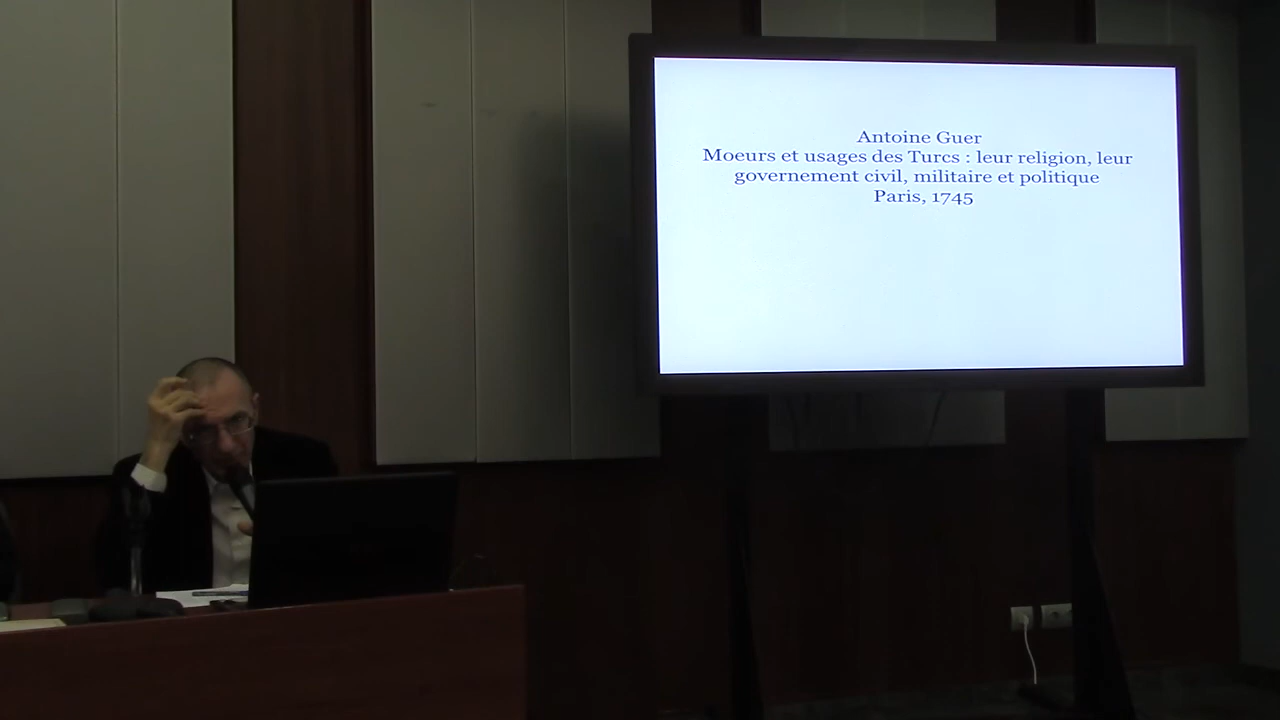 Antoine Guer
Moeurs et usages des Turcs : leur religion, leur
governement civil, militaire et politique
Paris, 1745